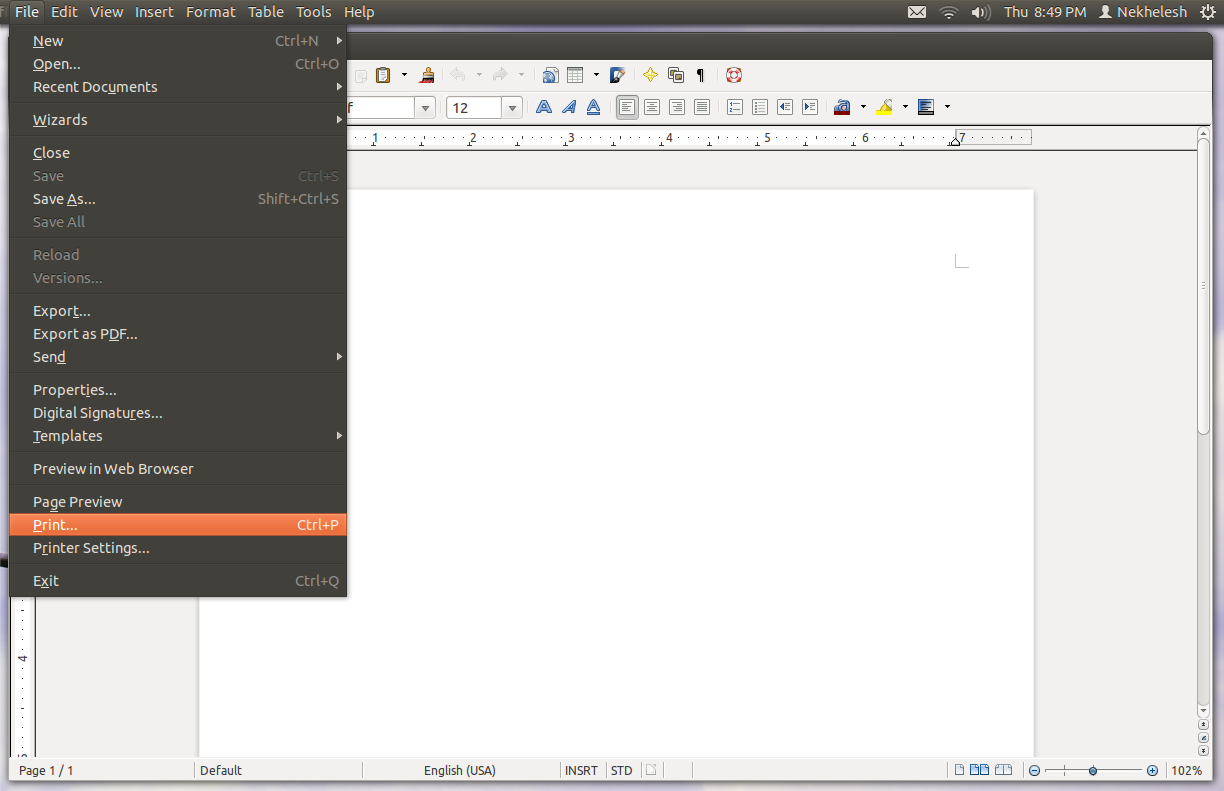 File Edit View Insert Format Table Tools Help Thu 8:49 PM Nekhelesh
New Ctrl+N
Open... Ctrl+O
Recent Documents
Wizards
Close
Save Ctrl+S
Save As... Shift+Ctrl+S
Save All
Reload
Versions...
Export...
Export as PDF...
Send
Properties...
Digital Signatures...
Templates
Preview in Web Browser
Page Preview
Print... Ctrl+P
Printer Settings...
Exit Ctrl+Q
f 12
1 2 3 4 5 6 7
4
Page 1 / 1 Default English (USA) INSRT STD 102%